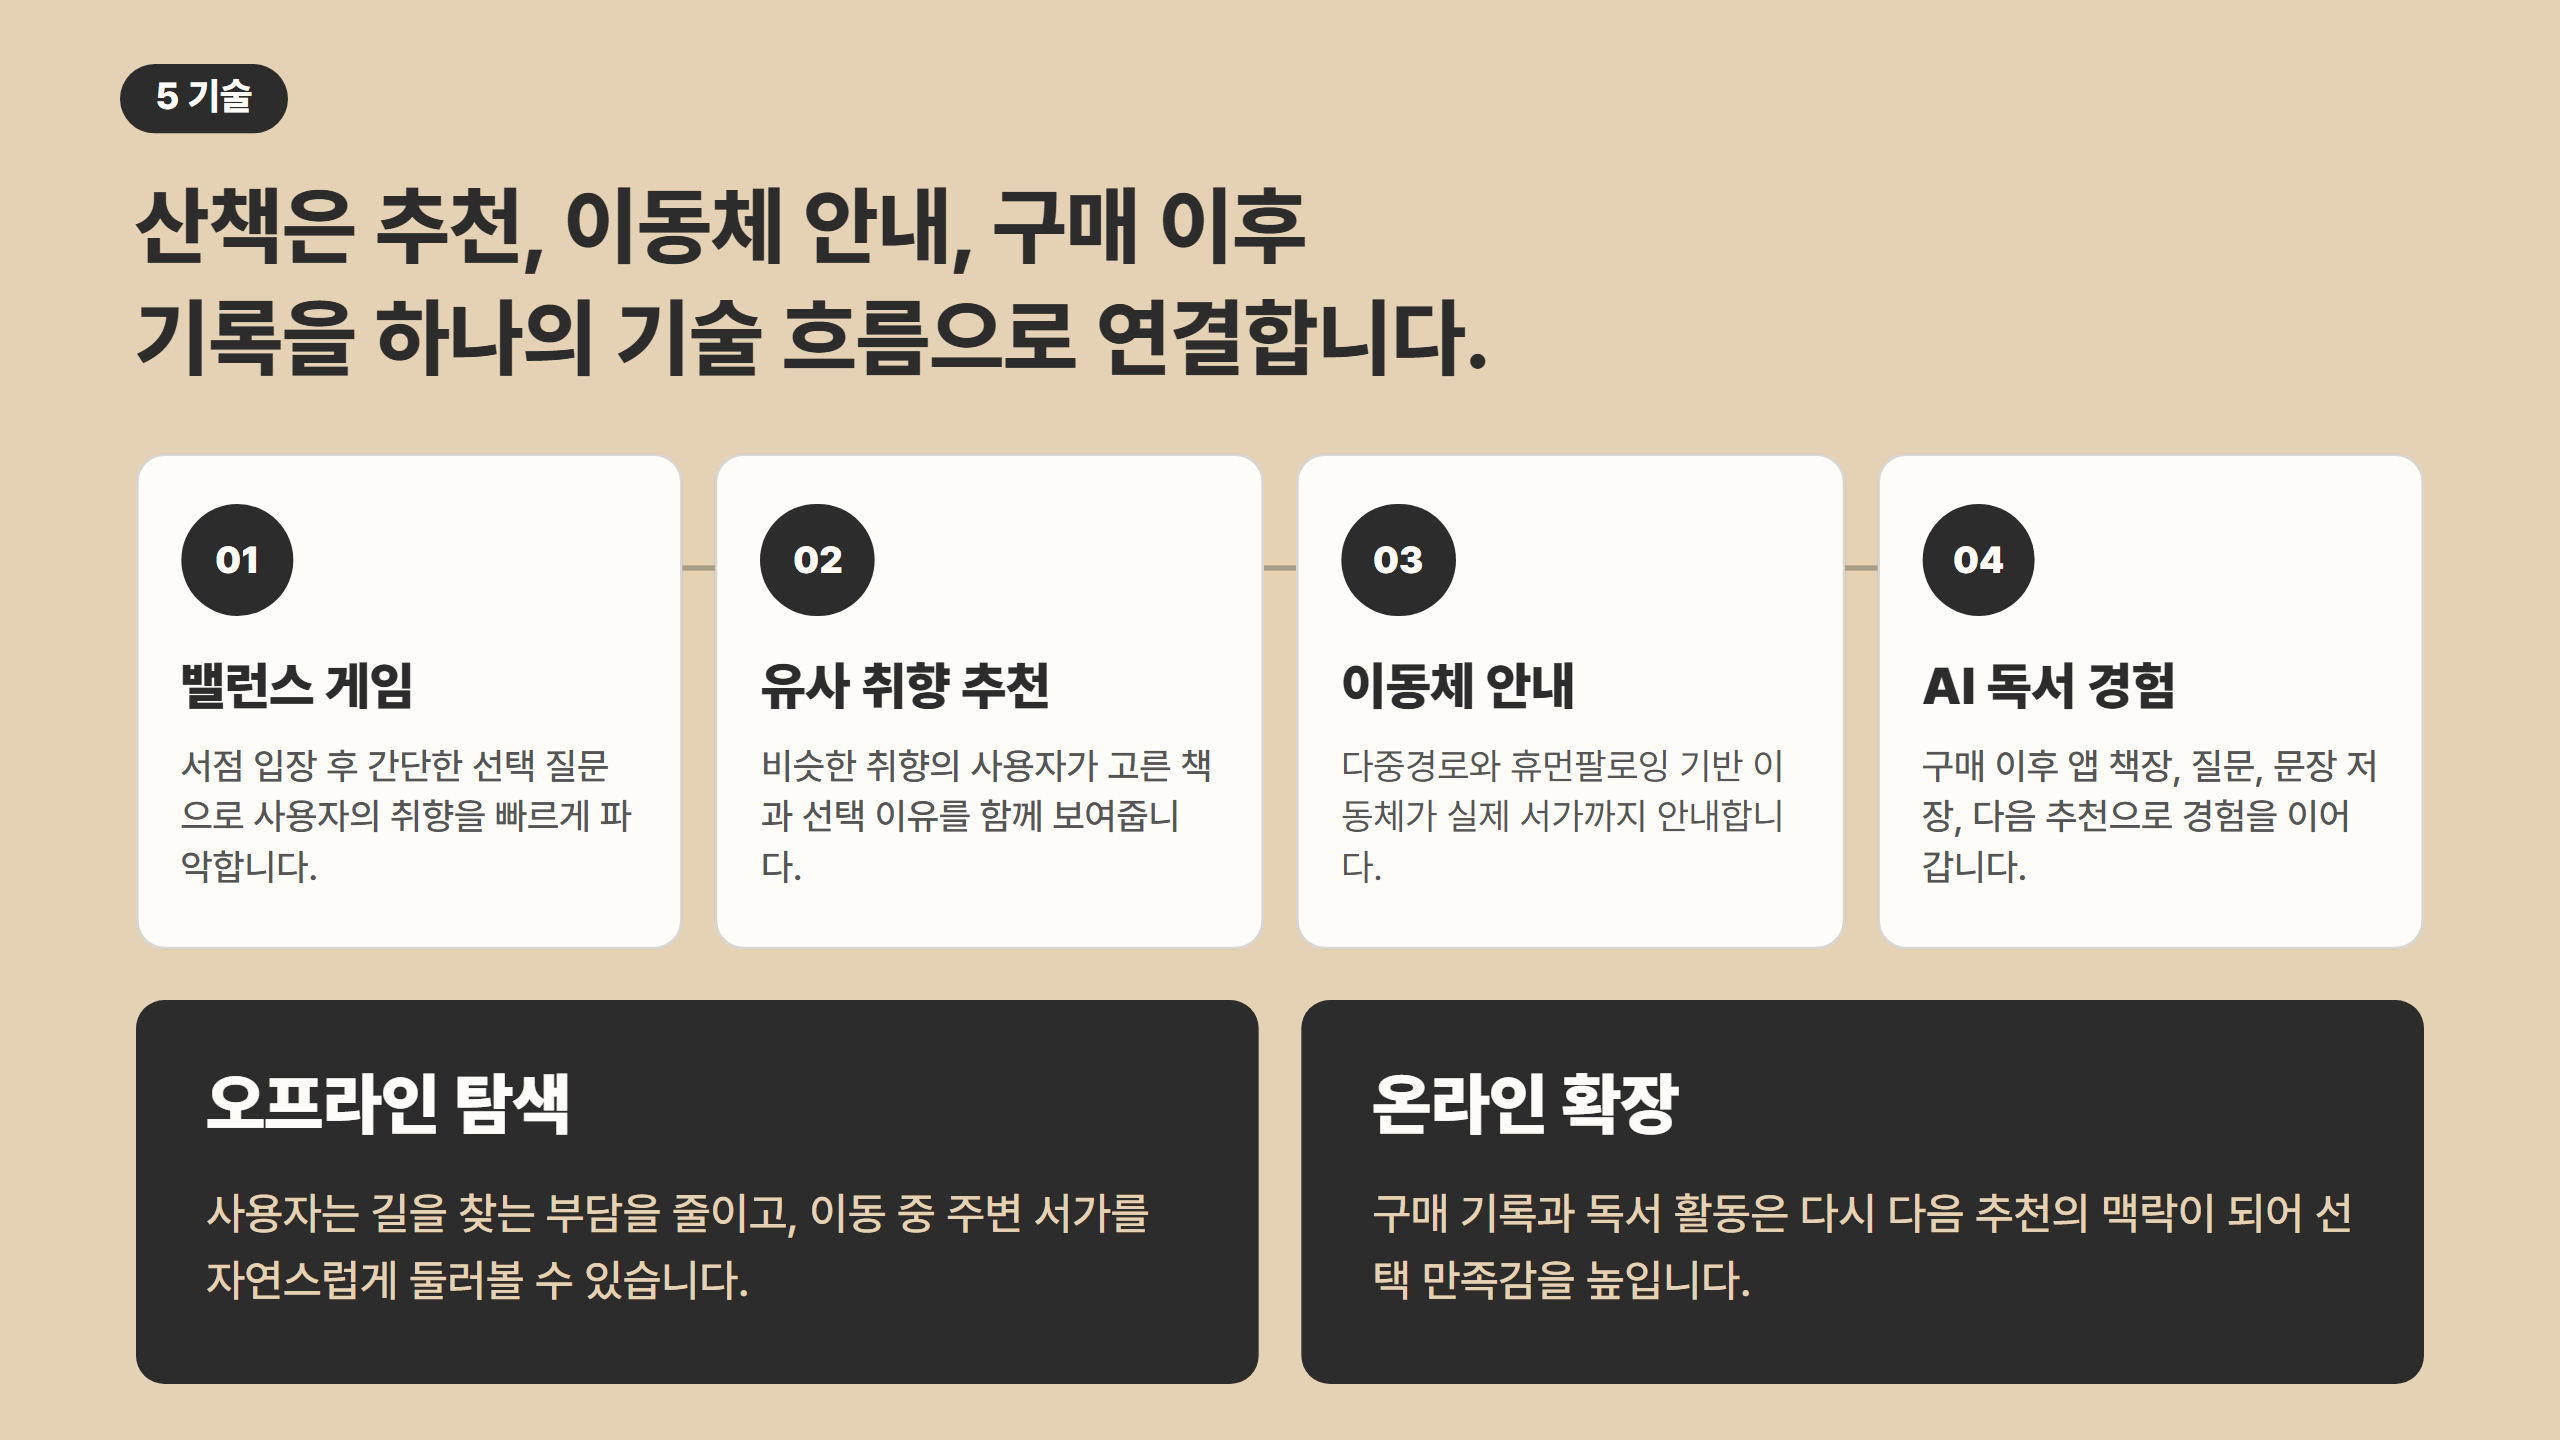 5 기술
산책은 추천, 이동체 안내, 구매 이후
기록을 하나의 기술 흐름으로 연결합니다.
01
밸런스 게임
서점 입장 후 간단한 선택 질문
으로 사용자의 취향을 빠르게 파
악합니다.
02
유사 취향 추천
비슷한 취향의 사용자가 고른 책
과 선택 이유를 함께 보여줍니
다.
03
이동체 안내
다중경로와 휴먼팔로잉 기반 이
동체가 실제 서가까지 안내합니
다.
04
AI 독서 경험
구매 이후 앱 책장, 질문, 문장 저
장, 다음 추천으로 경험을 이어
갑니다.
오프라인 탐색
사용자는 길을 찾는 부담을 줄이고, 이동 중 주변 서가를
자연스럽게 둘러볼 수 있습니다.
온라인 확장
구매 기록과 독서 활동은 다시 다음 추천의 맥락이 되어 선
택 만족감을 높입니다.